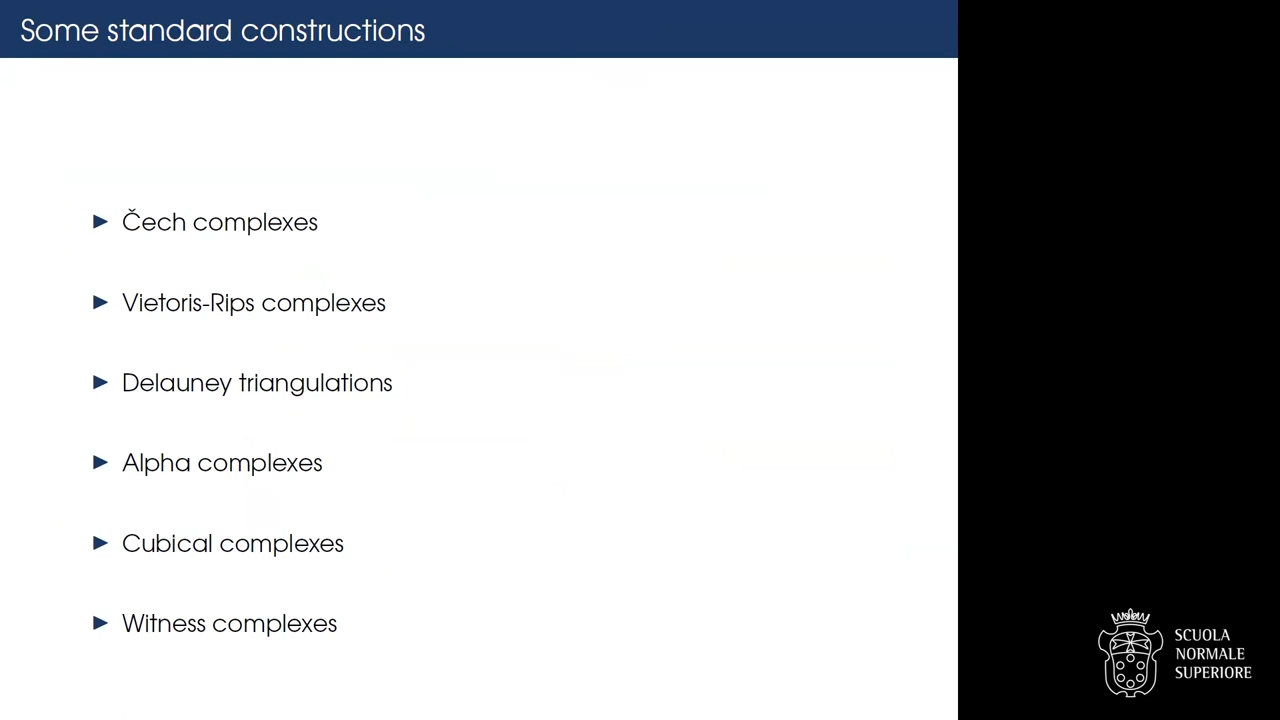 Some standard constructions
Čech complexes
Vietoris-Rips complexes
Delauney triangulations
Alpha complexes
Cubical complexes
Witness complexes
SCUOLA
NORMALE
SUPERIORE